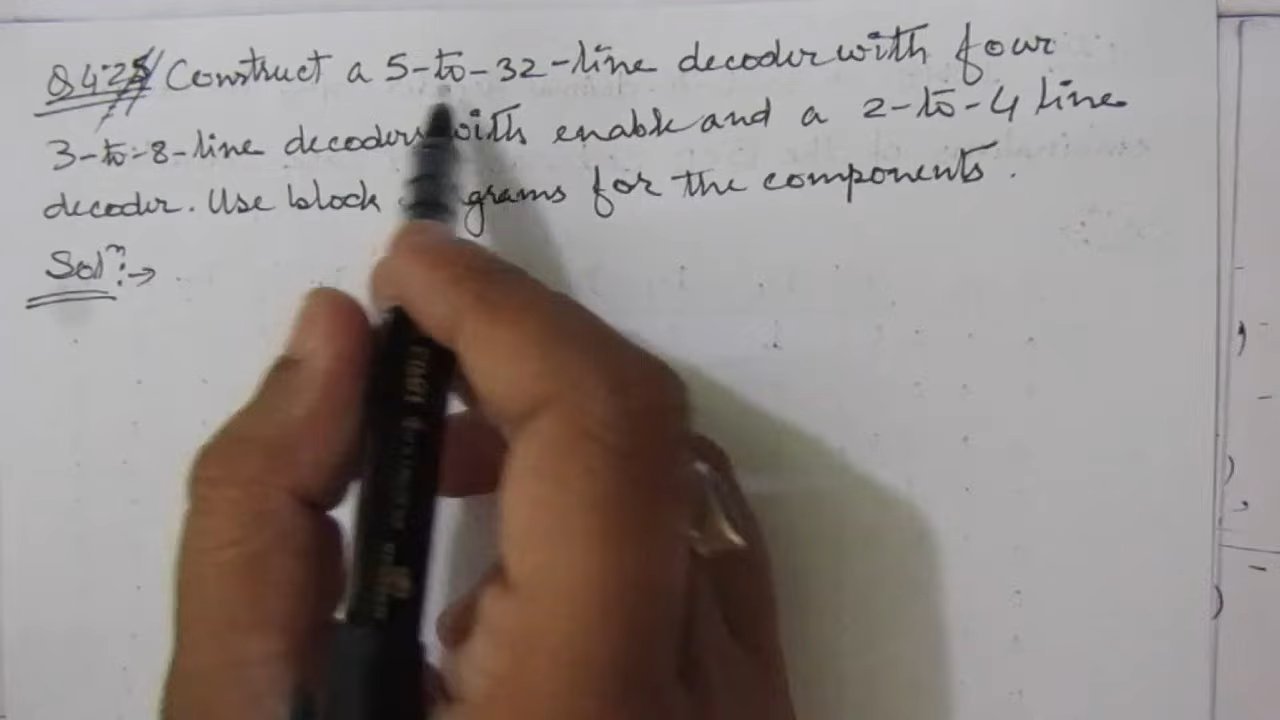 Q4.25 Construct a 5-to-32-line decoder with four
3-to-8-line decoders with enable and a 2-to-4 line
decoder. Use block grams for the components.
Solⁿ:→